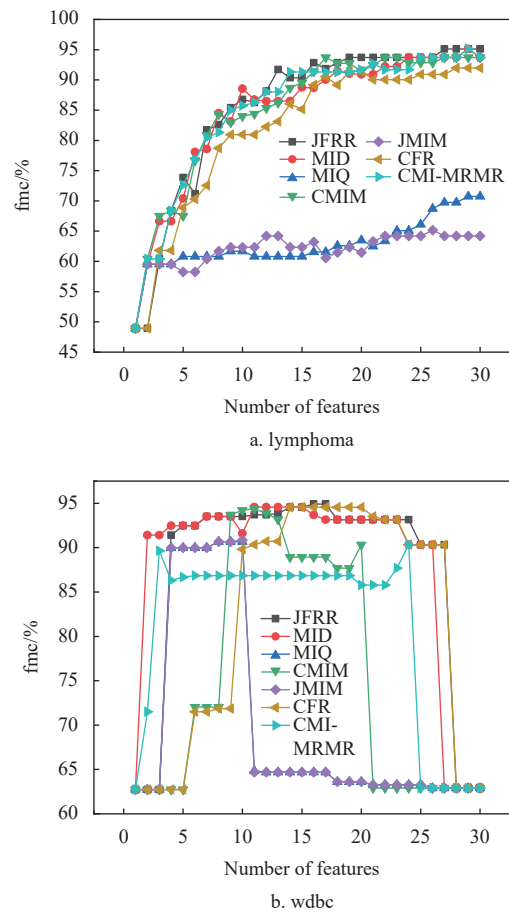 100
95
90
85
80
75
70
65
60
55
50
45
fmc/%
JFRR
MID
MIQ
CMIM
JMIM
CFR
CMI-MRMR
0 5 10 15 20 25 30
Number of features
a. lymphoma
95
90
85
80
75
70
65
60
fmc/%
JFRR
MID
MIQ
CMIM
JMIM
CFR
CMI-
MRMR
0 5 10 15 20 25 30
Number of features
b. wdbc